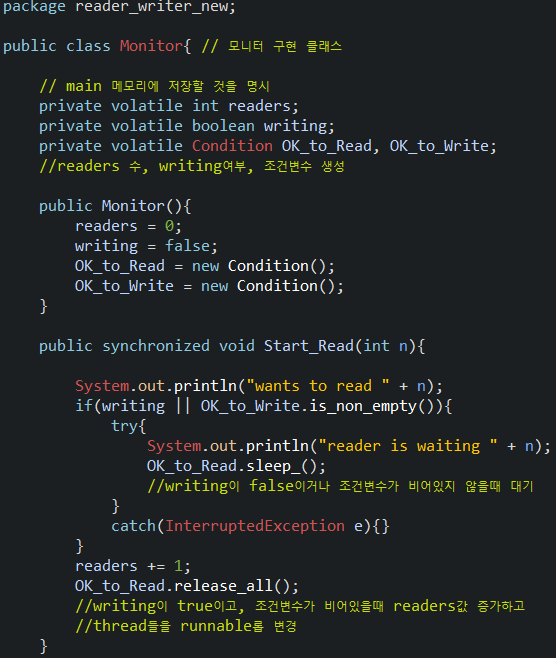 package reader_writer_new;
public class Monitor{ // 모니터 구현 클래스
// main 메모리에 저장할 것을 명시
private volatile int readers;
private volatile boolean writing;
private volatile Condition OK_to_Read, OK_to_Write;
//readers 수, writing여부, 조건변수 생성
public Monitor(){
readers = 0;
writing = false;
OK_to_Read = new Condition();
OK_to_Write = new Condition();
}
public synchronized void Start_Read(int n){
System.out.println("wants to read " + n);
if(writing || OK_to_Write.is_non_empty()){
try{
System.out.println("reader is waiting " + n);
OK_to_Read.sleep_();
//writing이 false이거나 조건변수가 비어있지 않을때 대기
}
catch(InterruptedException e){}
}
readers += 1;
OK_to_Read.release_all();
//writing이 true이고, 조건변수가 비어있을때 readers값 증가하고
//thread들을 runnable롤 변경
}